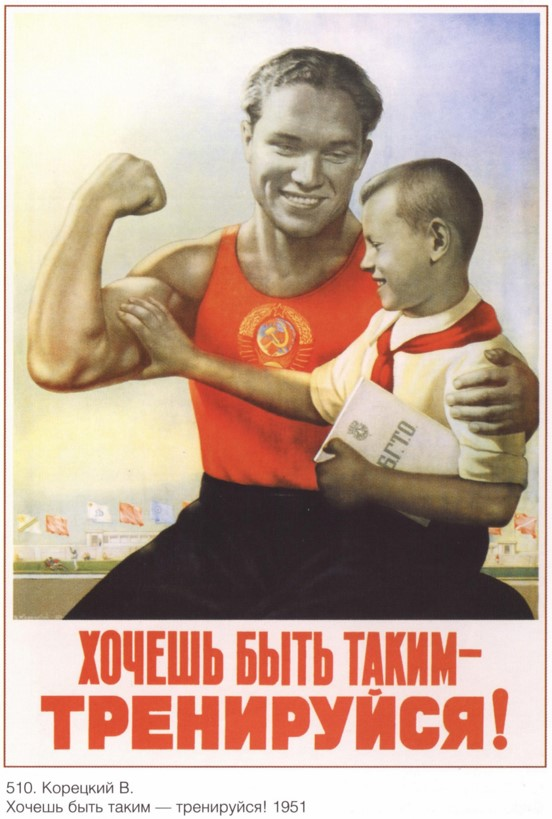 Б.Г.Т.О.
ХОЧЕШЬ БЫТЬ ТАКИМ–
ТРЕНИРУЙСЯ!
510. Корецкий В.
Хочешь быть таким — тренируйся! 1951